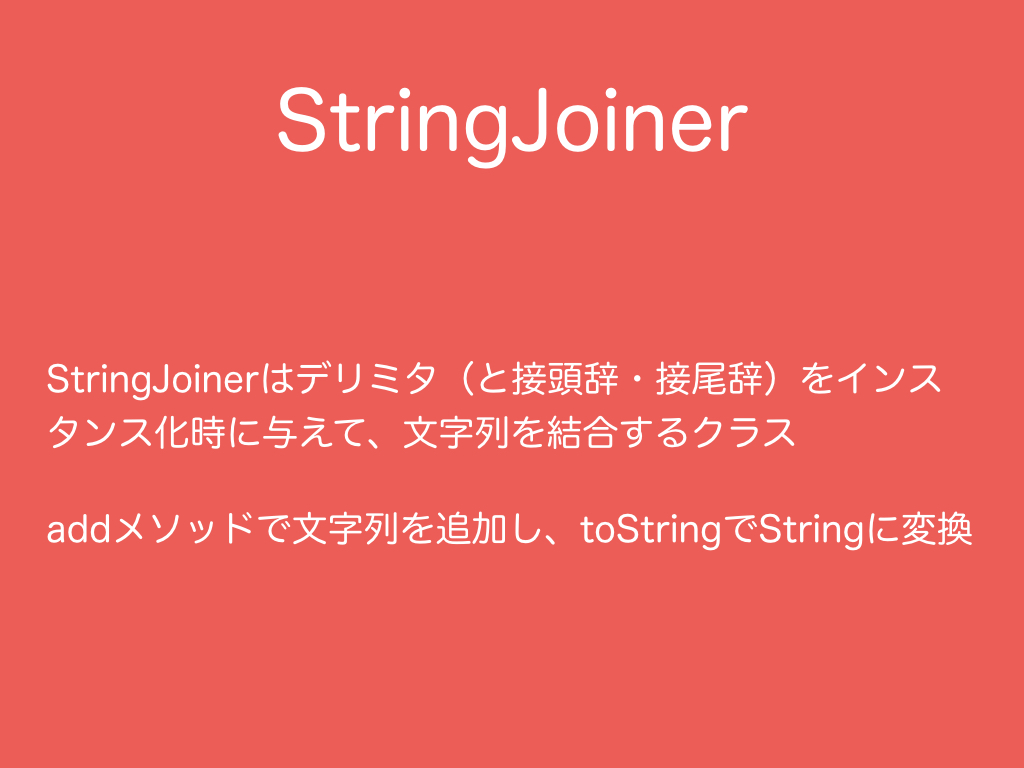 StringJoiner
StringJoinerはデリミタ（と接頭辞・接尾辞）をインス
タンス化時に与えて、文字列を結合するクラス
addメソッドで文字列を追加し、toStringでStringに変換